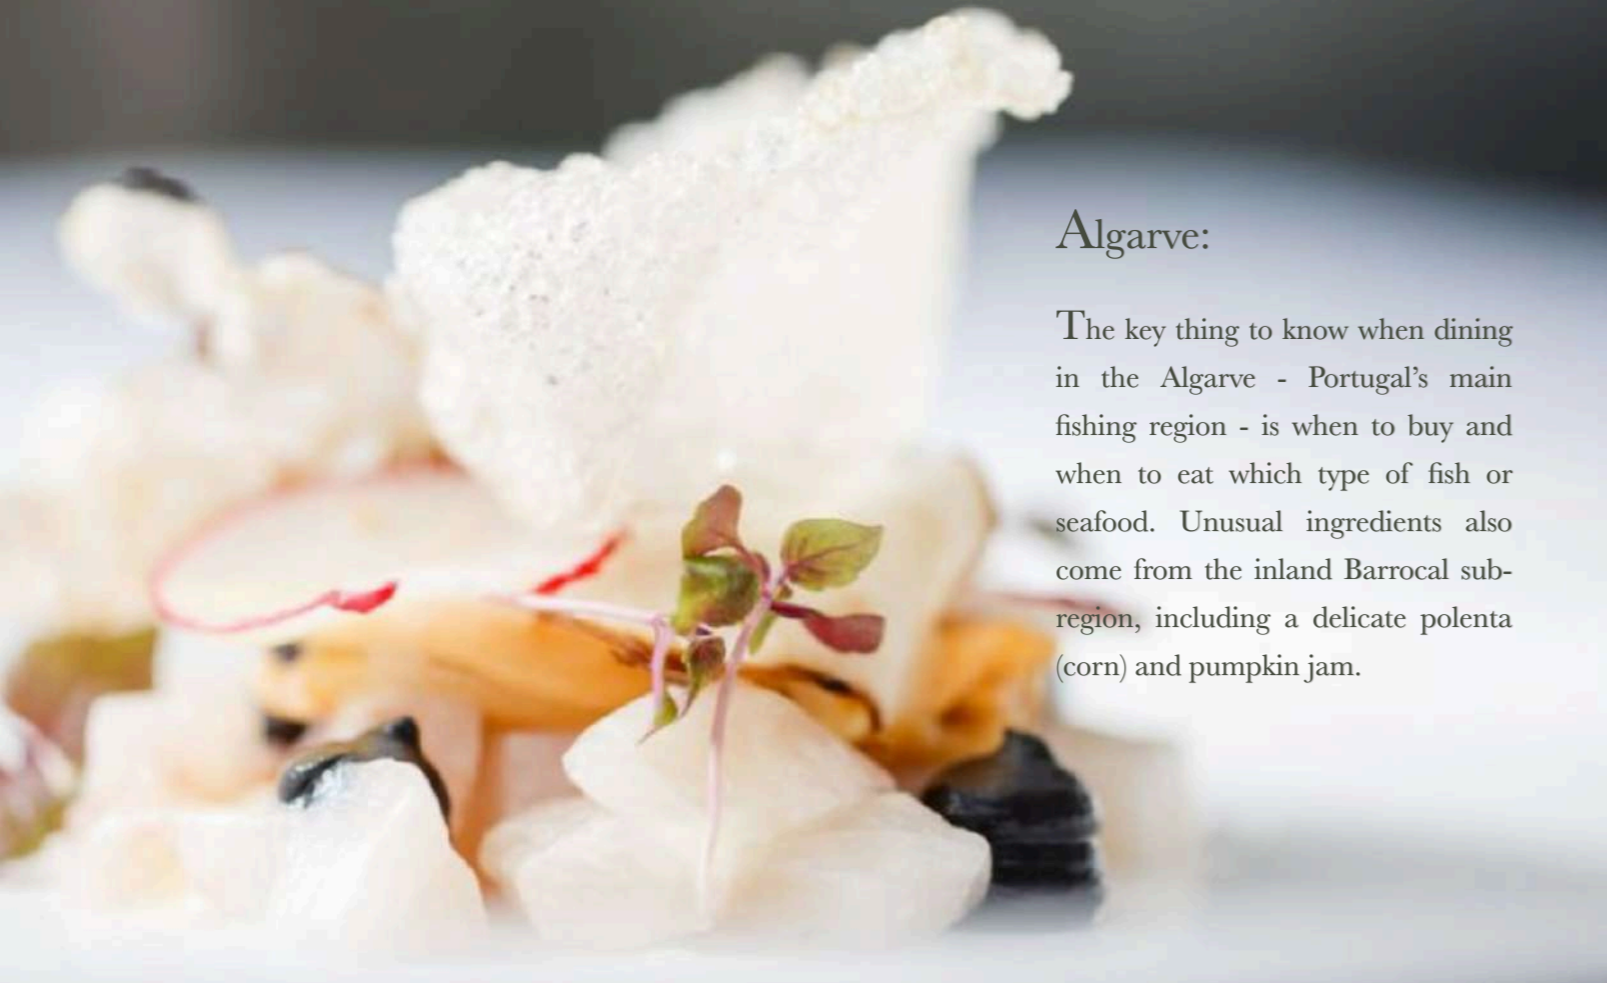 Algarve:
The key thing to know when dining
in the Algarve - Portugal’s main
fishing region - is when to buy and
when to eat which type of fish or
seafood. Unusual ingredients also
come from the inland Barrocal sub-
region, including a delicate polenta
(corn) and pumpkin jam.